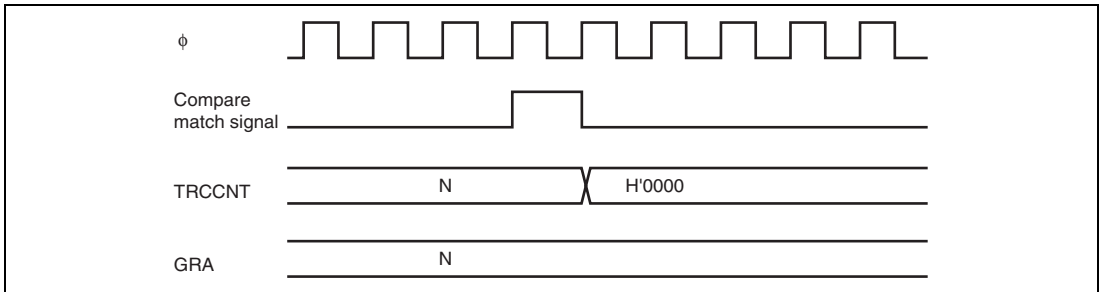 ϕ
Compare
match signal
TRCCNT
N
H'0000
GRA
N